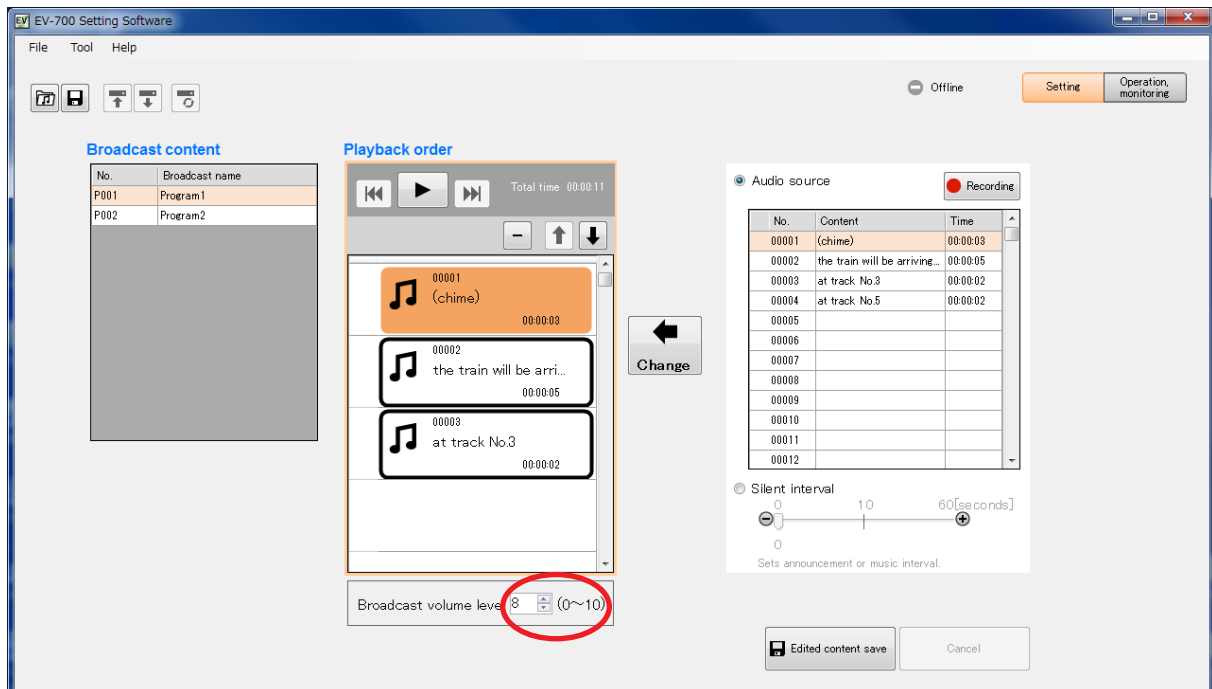 EV EV-700 Setting Software
File Tool Help
Offline
Setting
Operation,
monitoring
Broadcast content
No. Broadcast name
P001 Program1
P002 Program2
Playback order
Total time 00:00:11
00001
(chime)
00:00:03
00002
the train will be arri...
00:00:05
00003
at track No.3
00:00:02
Broadcast volume level 8 (0～10)
Change
Audio source
Recording
No. Content Time
00001 (chime) 00:00:03
00002 the train will be arriving... 00:00:05
00003 at track No.3 00:00:02
00004 at track No.5 00:00:02
00005
00006
00007
00008
00009
00010
00011
00012
Silent interval
0 10 60[seconds]
0
Sets announcement or music interval.
Edited content save
Cancel